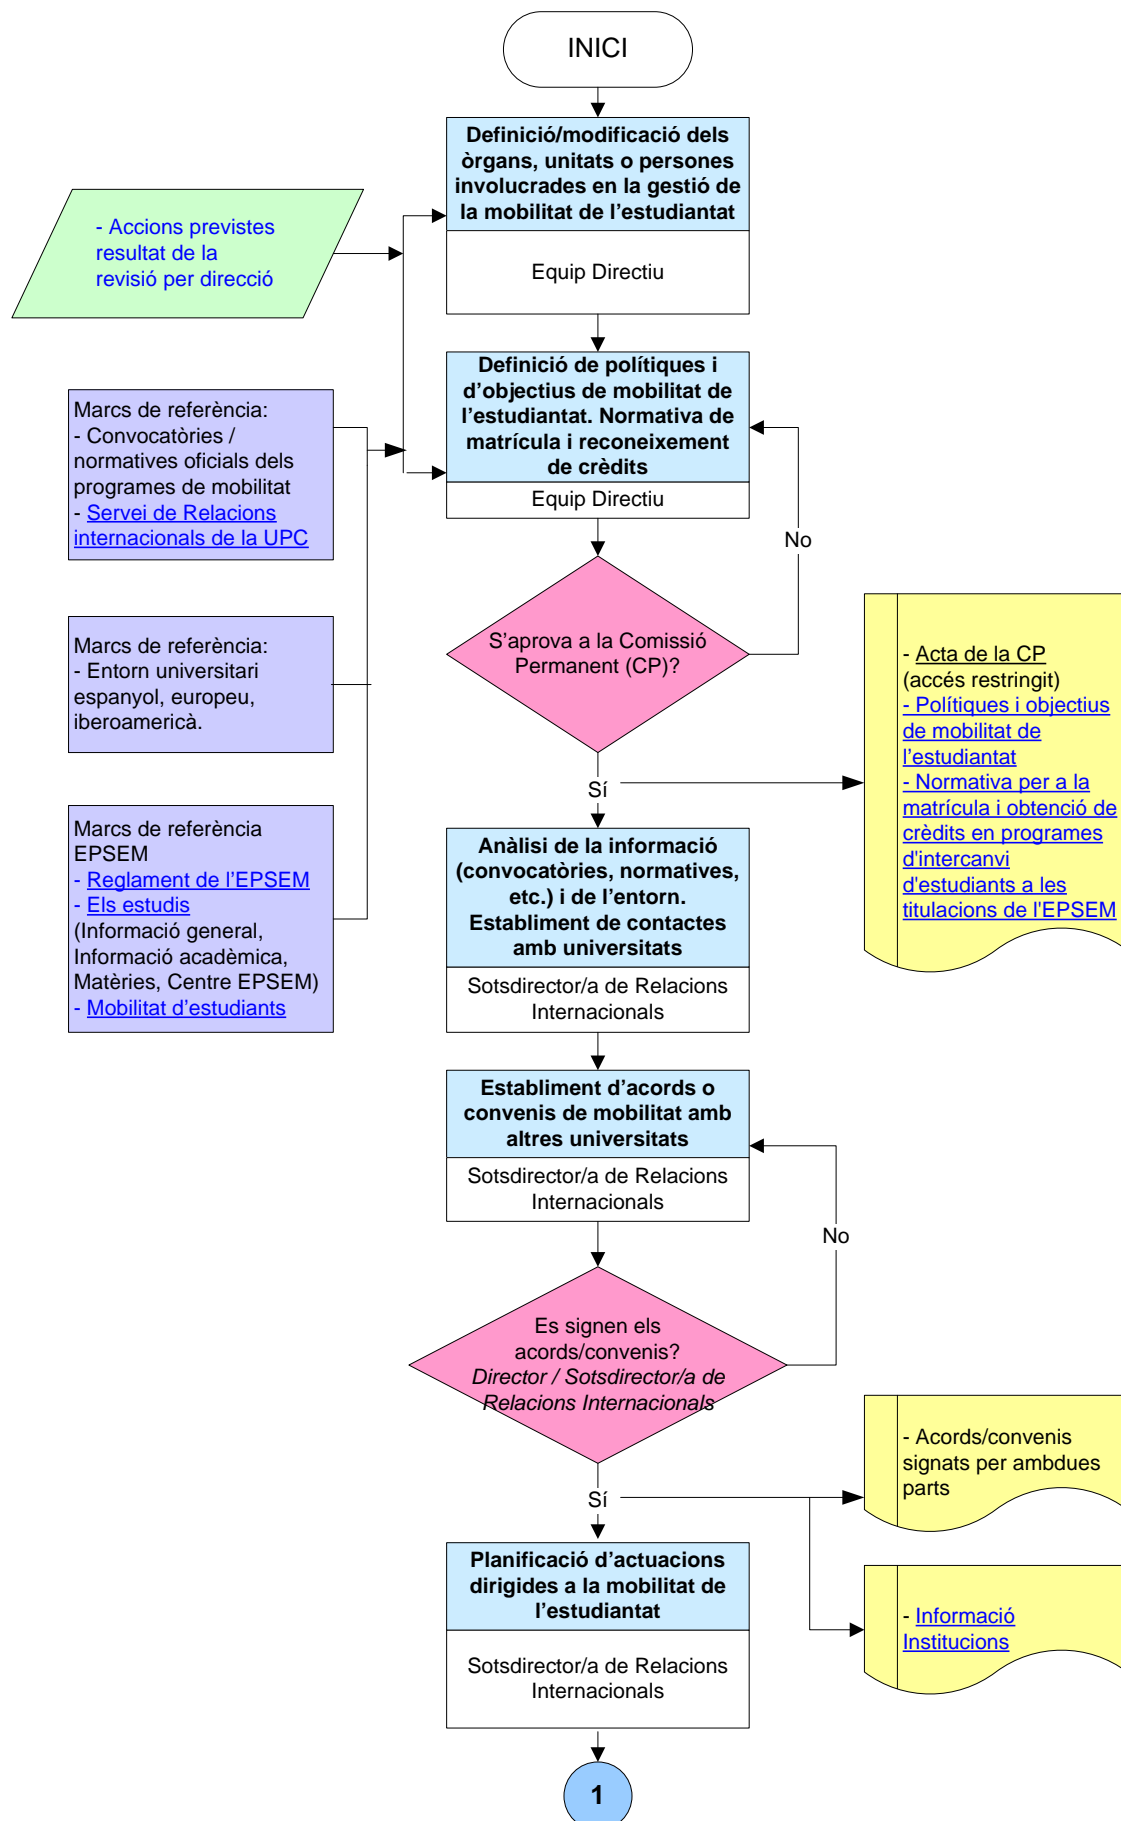 INICI
Definició/modificació dels
òrgans, unitats o persones
involucrades en la gestió de
la mobilitat de l’estudiantat
Equip Directiu
- Accions previstes
resultat de la
revisió per direcció
Definició de polítiques i
d’objectius de mobilitat de
l’estudiantat. Normativa de
matrícula i reconeixement
de crèdits
Equip Directiu
Marcs de referència:
- Convocatòries /
normatives oficials dels
programes de mobilitat
- Servei de Relacions
internacionals de la UPC
No
S’aprova a la Comissió
Permanent (CP)?
Marcs de referència:
- Entorn universitari
espanyol, europeu,
iberoamericà.
- Acta de la CP
(accés restringit)
- Polítiques i objectius
de mobilitat de
l’estudiantat
- Normativa per a la
matrícula i obtenció de
crèdits en programes
d'intercanvi
d'estudiants a les
titulacions de l'EPSEM
Sí
Marcs de referència
EPSEM
- Reglament de l’EPSEM
- Els estudis
(Informació general,
Informació acadèmica,
Matèries, Centre EPSEM)
- Mobilitat d’estudiants
Anàlisi de la informació
(convocatòries, normatives,
etc.) i de l’entorn.
Establiment de contactes
amb universitats
Sotsdirector/a de Relacions
Internacionals
Establiment d’acords o
convenis de mobilitat amb
altres universitats
Sotsdirector/a de Relacions
Internacionals
No
Es signen els
acords/convenis?
Director / Sotsdirector/a de
Relacions Internacionals
- Acords/convenis
signats per ambdues
parts
Sí
Planificació d’actuacions
dirigides a la mobilitat de
l’estudiantat
Sotsdirector/a de Relacions
Internacionals
- Informació
Institucions
1